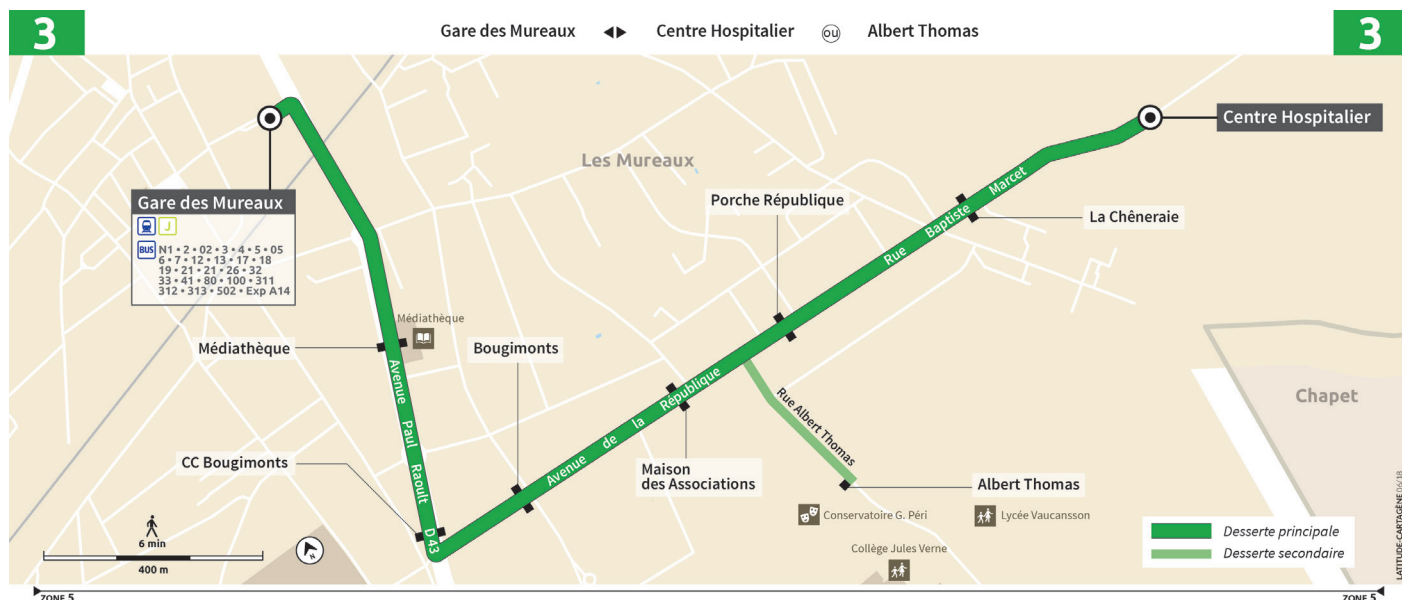 3
Gare des Mureaux ◄► Centre Hospitalier ou Albert Thomas
3
Gare des Mureaux
J
BUS N1 • 2 • 02 • 3 • 4 • 5 • 05
6 • 7 • 12 • 13 • 17 • 18
19 • 21 • 21 • 26 • 32
33 • 41 • 80 • 100 • 311
312 • 313 • 502 • Exp A14
Les Mureaux
Centre Hospitalier
Porche République
La Chêneraie
Rue Baptiste Marcet
Médiathèque
Médiathèque
Bougimonts
Avenue Paul Raoult
D 43
Avenue de la République
Rue Albert Thomas
Chapet
CC Bougimonts
Maison
des Associations
Albert Thomas
Conservatoire G. Péri
Lycée Vaucansson
Collège Jules Verne
6 min
400 m
N
Desserte principale
Desserte secondaire
LATITUDE-CARTAGÈNE 06/18
ZONE 5
ZONE 5